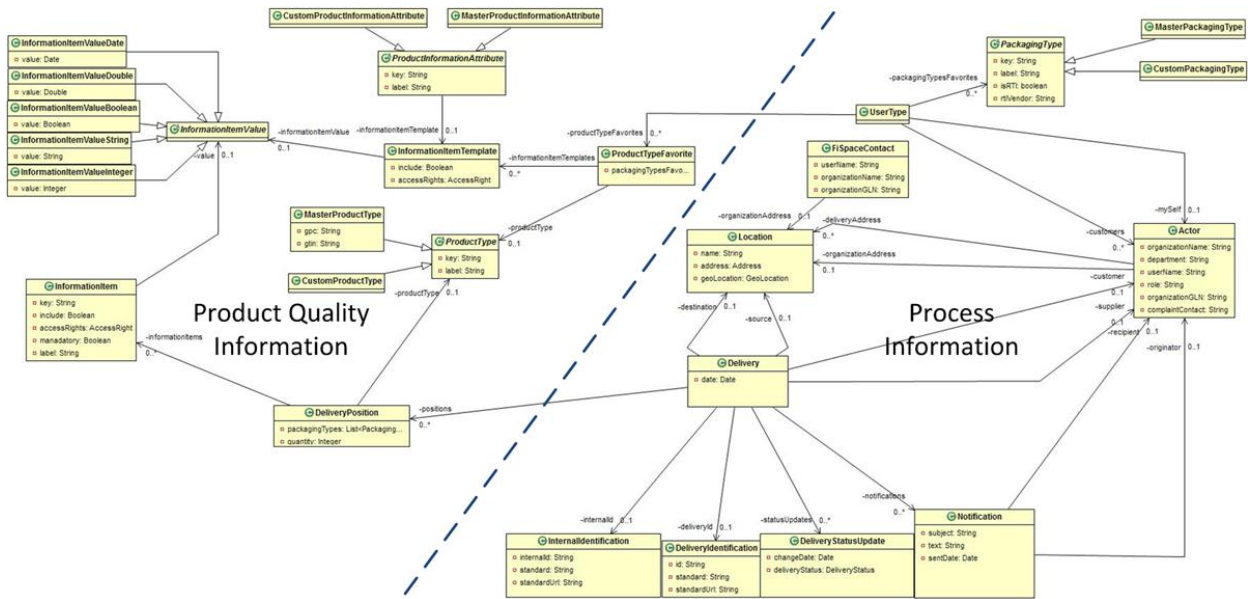 CustomProductInformationAttribute
MasterProductInformationAttribute
InformationItemValueDate
value: Date
InformationItemValueDouble
value: Double
InformationItemValueBoolean
value: Boolean
InformationItemValueString
value: String
InformationItemValueInteger
value: Integer
InformationItemValue
-value
0..1
-informationItemValue
0..1
ProductInformationAttribute
key: String
label: String
-informationItemTemplate
0..1
InformationItemTemplate
include: Boolean
accessRights: AccessRight
-informationItemTemplates
0..*
-productTypeFavorites
0..*
ProductTypeFavorite
packagingTypesFavo...
-productType
0..1
MasterProductType
gpc: String
gtin: String
CustomProductType
ProductType
key: String
label: String
-productType
0..1
InformationItem
key: String
include: Boolean
accessRights: AccessRight
manadatory: Boolean
label: String
-informationItems
0..*
Product Quality
Information
DeliveryPosition
packagingTypes: List<Packaging...
quantity: Integer
-positions
0..*
MasterPackagingType
CustomPackagingType
PackagingType
key: String
label: String
isRTI: boolean
rtiVendor: String
-packagingTypesFavorites
0..*
UserType
FiSpaceContact
userName: String
organizationName: String
organizationGLN: String
-organizationAddress
0..1
-deliveryAddress
0..*
-organizationAddress
0..1
Location
name: String
address: Address
geoLocation: GeoLocation
-destination
0..1
-source
0..1
-mySelf
0..1
-customers
0..*
Actor
organizationName: String
department: String
userName: String
role: String
organizationGLN: String
complaintContact: String
-customer
0..1
-supplier
0..1
-recipient
0..1
-originator
0..1
Process
Information
Delivery
date: Date
-internalId
0..1
-deliveryId
0..1
-statusUpdates
0..*
-notifications
0..*
InternalIdentification
internalId: String
standard: String
standardUrl: String
DeliveryIdentification
id: String
standard: String
standardUrl: String
DeliveryStatusUpdate
changeDate: Date
deliveryStatus: DeliveryStatus
Notification
subject: String
text: String
sentDate: Date